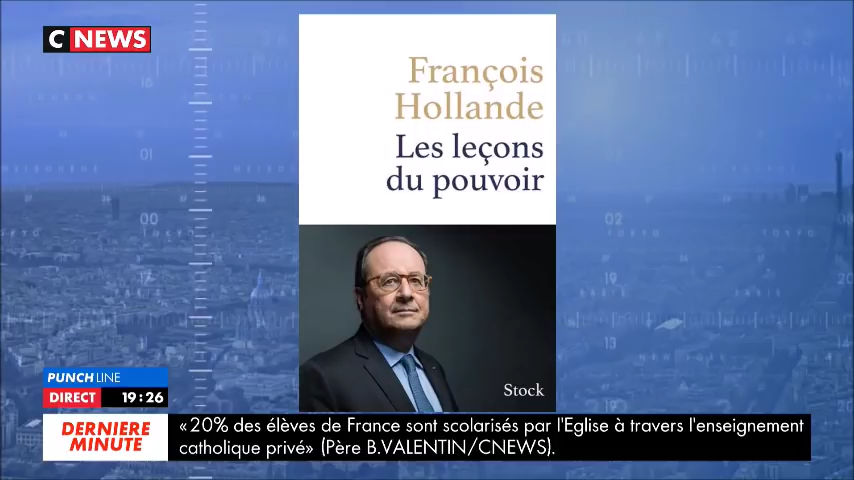 C NEWS
François
Hollande
Les leçons
du pouvoir
Stock
PUNCHLINE
DIRECT 19:26
DERNIERE
MINUTE
«20% des élèves de France sont scolarisés par l'Eglise à travers l'enseignement
catholique privé» (Père B.VALENTIN/CNEWS).